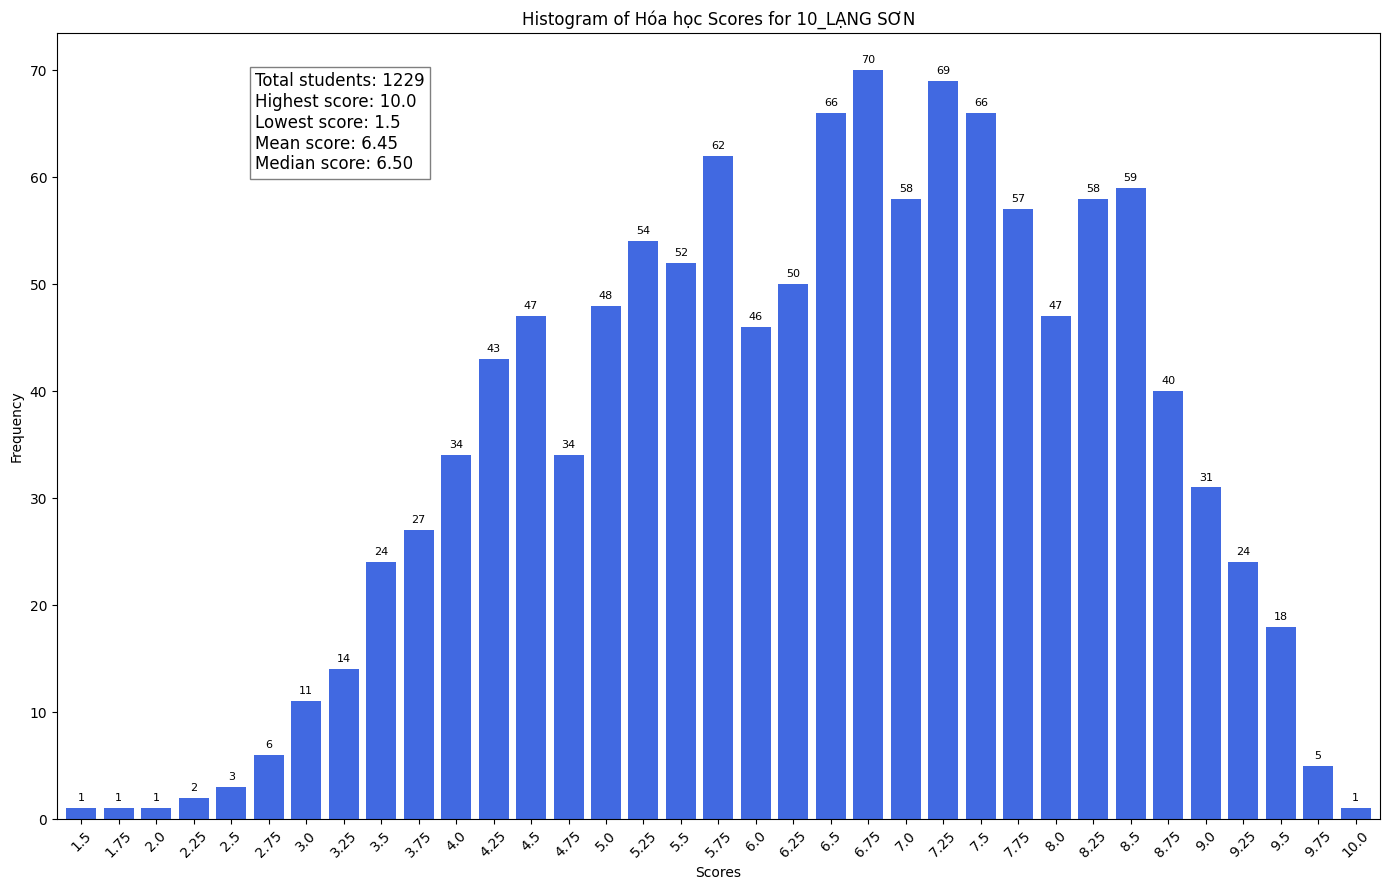 Histogram of Hóa học Scores for 10_LẠNG SƠN
Total students: 1229
Highest score: 10.0
Lowest score: 1.5
Mean score: 6.45
Median score: 6.50
Frequency
70
60
50
40
30
20
10
0
1 1 1 2 3 6 11 14 24 27 34 43 47 34 48 54 52 62 46 50 66 70 58 69 66 57 47 58 59 40 31 24 18 5 1
1.5 1.75 2.0 2.25 2.5 2.75 3.0 3.25 3.5 3.75 4.0 4.25 4.5 4.75 5.0 5.25 5.5 5.75 6.0 6.25 6.5 6.75 7.0 7.25 7.5 7.75 8.0 8.25 8.5 8.75 9.0 9.25 9.5 9.75 10.0
Scores